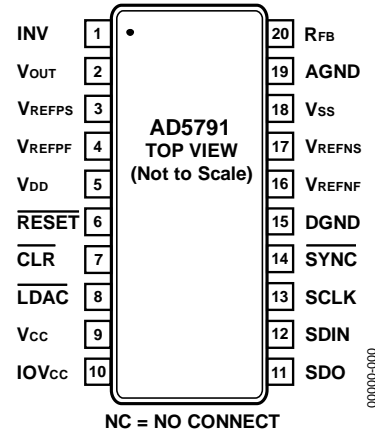 INV 1
VOUT 2
VREFPS 3
VREFPF 4
VDD 5
RESET 6
CLR 7
LDAC 8
VCC 9
IOVCC 10
AD5791
TOP VIEW
(Not to Scale)
20 RFB
19 AGND
18 VSS
17 VREFNS
16 VREFNF
15 DGND
14 SYNC
13 SCLK
12 SDIN
11 SDO
NC = NO CONNECT
00000-000